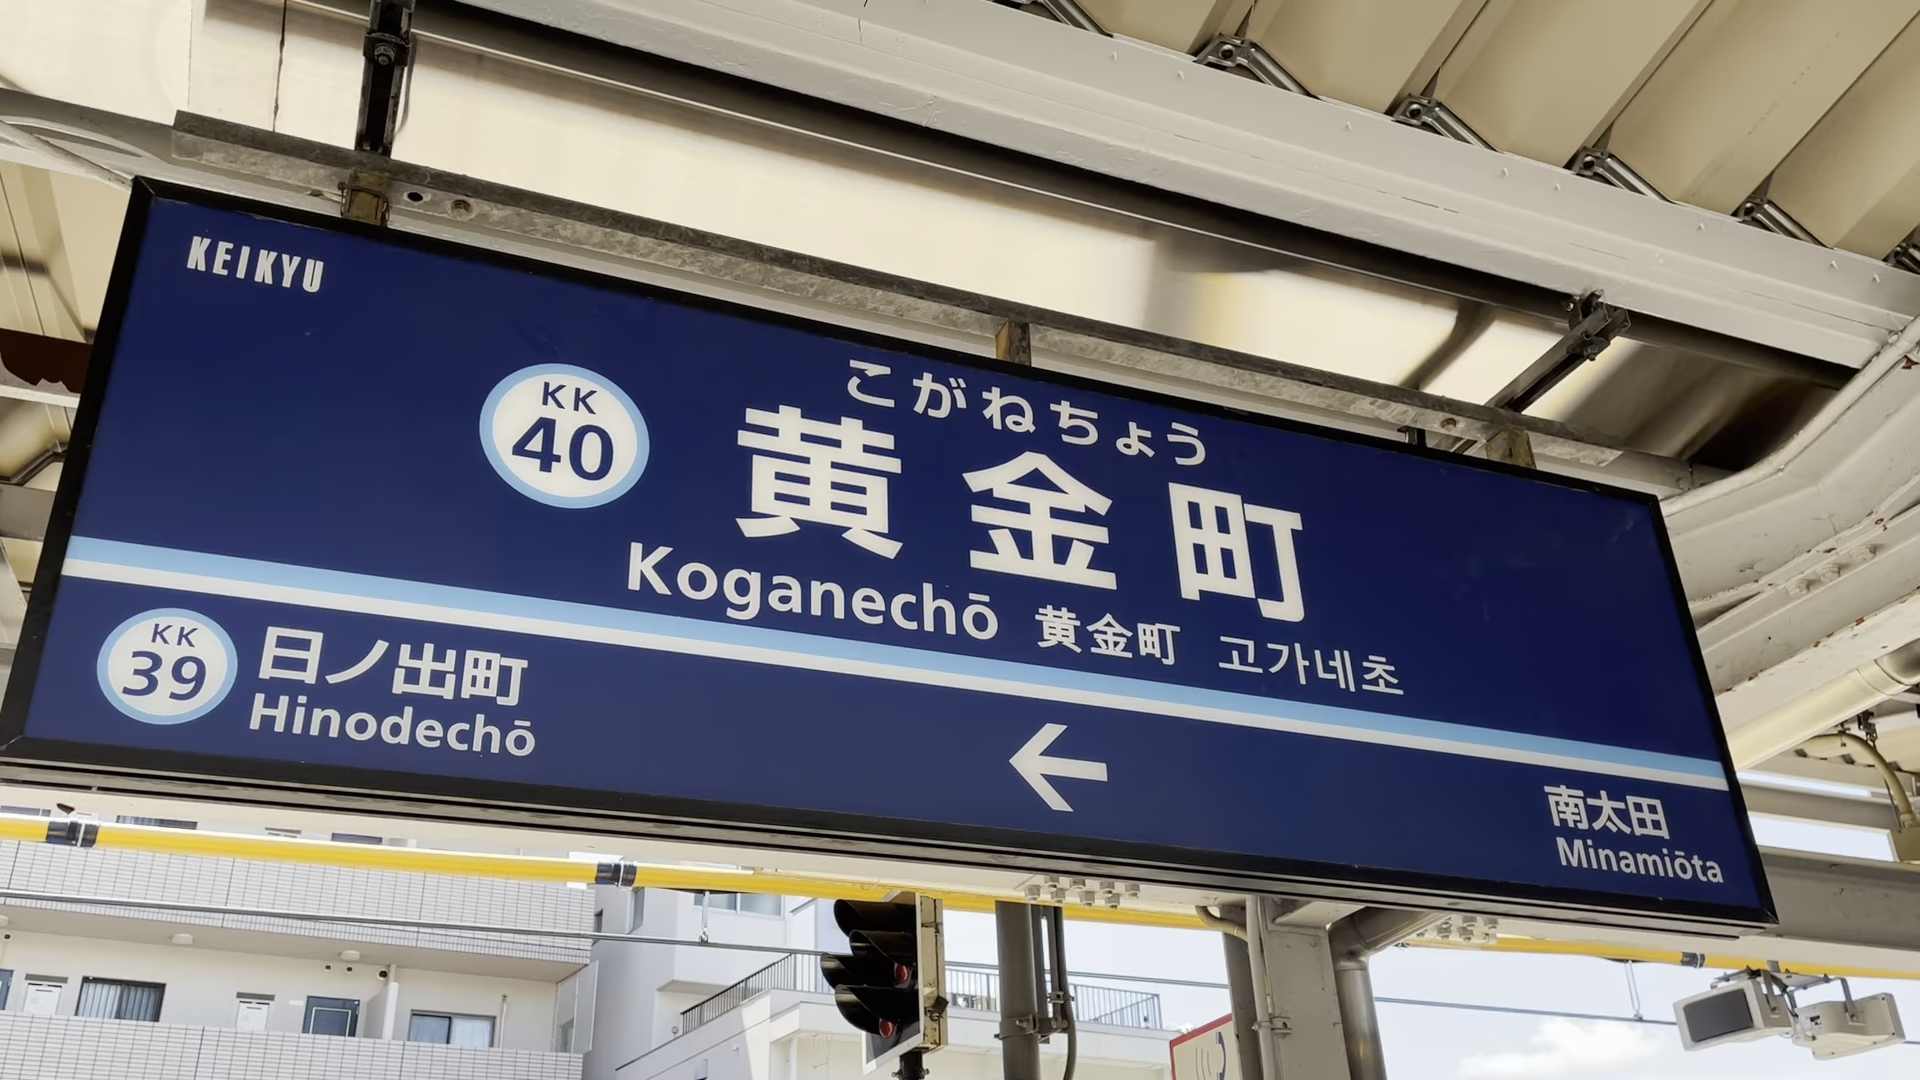 KEIKYU
こがねちょう
KK
40
黄金町
Koganechō 黄金町 고가네초
KK
39
日ノ出町
Hinodechō
←
南太田
Minamiōta